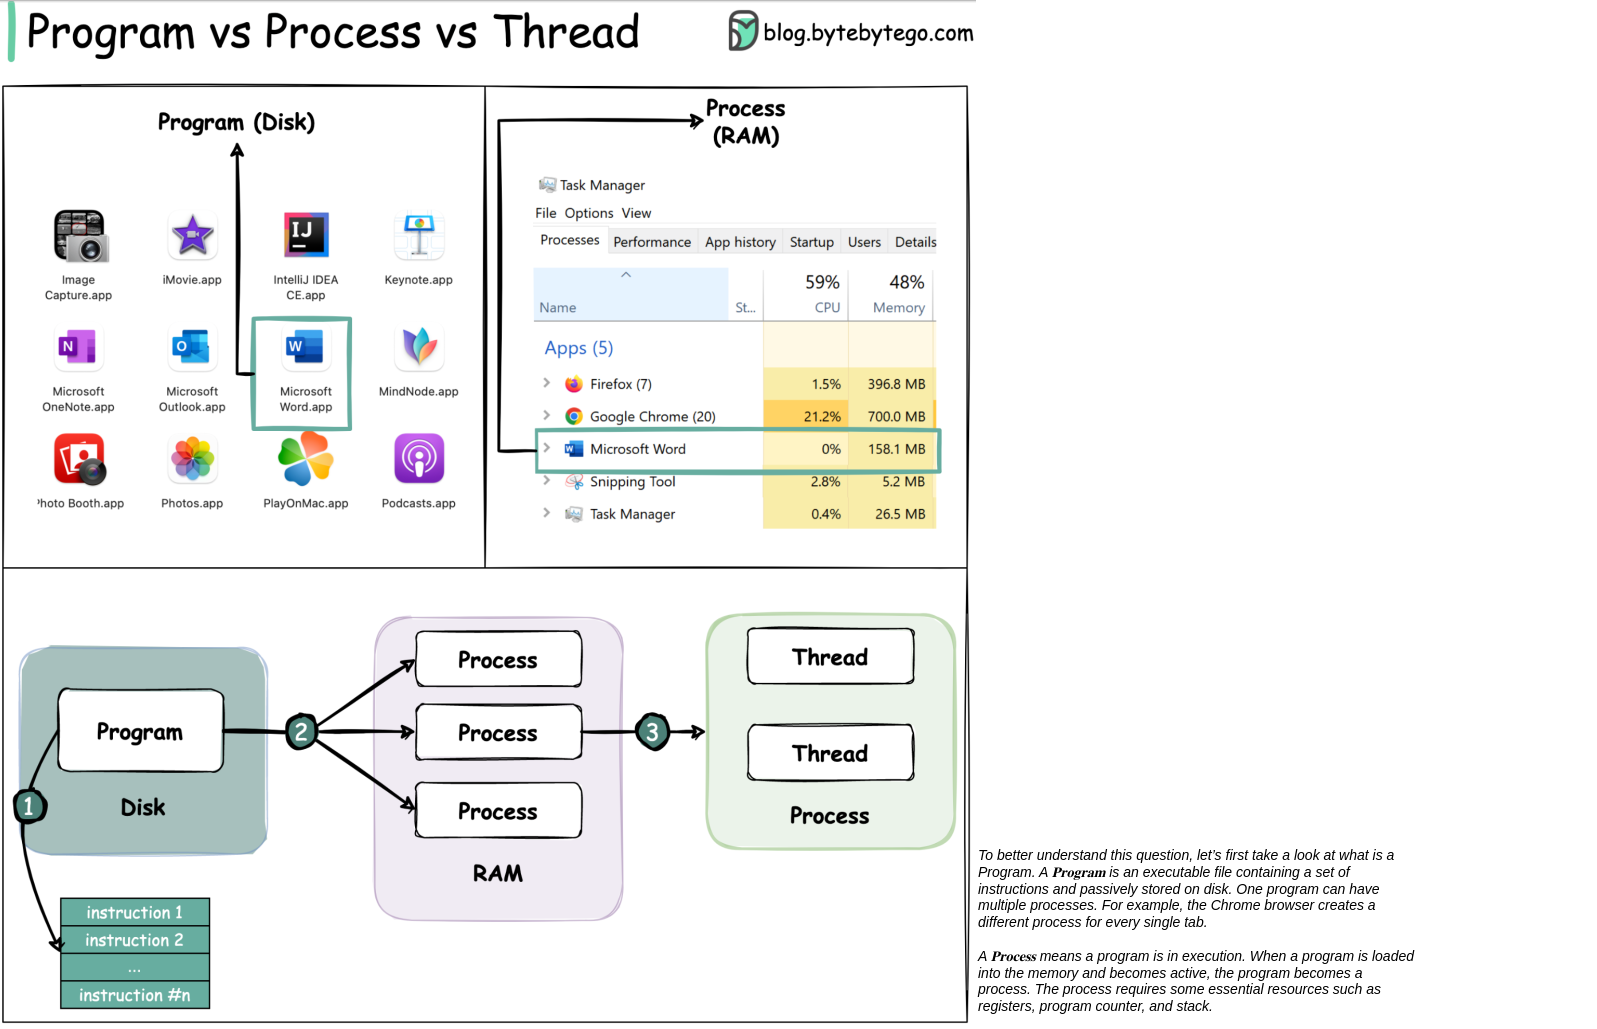 Program vs Process vs Thread
blog.bytebytego.com
Program (Disk)
Image
Capture.app
iMovie.app
IntelliJ IDEA
CE.app
Keynote.app
Microsoft
OneNote.app
Microsoft
Outlook.app
Microsoft
Word.app
MindNode.app
Photo Booth.app
Photos.app
PlayOnMac.app
Podcasts.app
Process
(RAM)
Task Manager
File Options View
Processes Performance App history Startup Users Details
59% 48%
Name St... CPU Memory
Apps (5)
Firefox (7) 1.5% 396.8 MB
Google Chrome (20) 21.2% 700.0 MB
Microsoft Word 0% 158.1 MB
Snipping Tool 2.8% 5.2 MB
Task Manager 0.4% 26.5 MB
Program
Disk
1
instruction 1
instruction 2
...
instruction #n
2
Process
Process
Process
RAM
3
Thread
Thread
Process
To better understand this question, let’s first take a look at what is a
Program. A Program is an executable file containing a set of
instructions and passively stored on disk. One program can have
multiple processes. For example, the Chrome browser creates a
different process for every single tab.
A Process means a program is in execution. When a program is loaded
into the memory and becomes active, the program becomes a
process. The process requires some essential resources such as
registers, program counter, and stack.